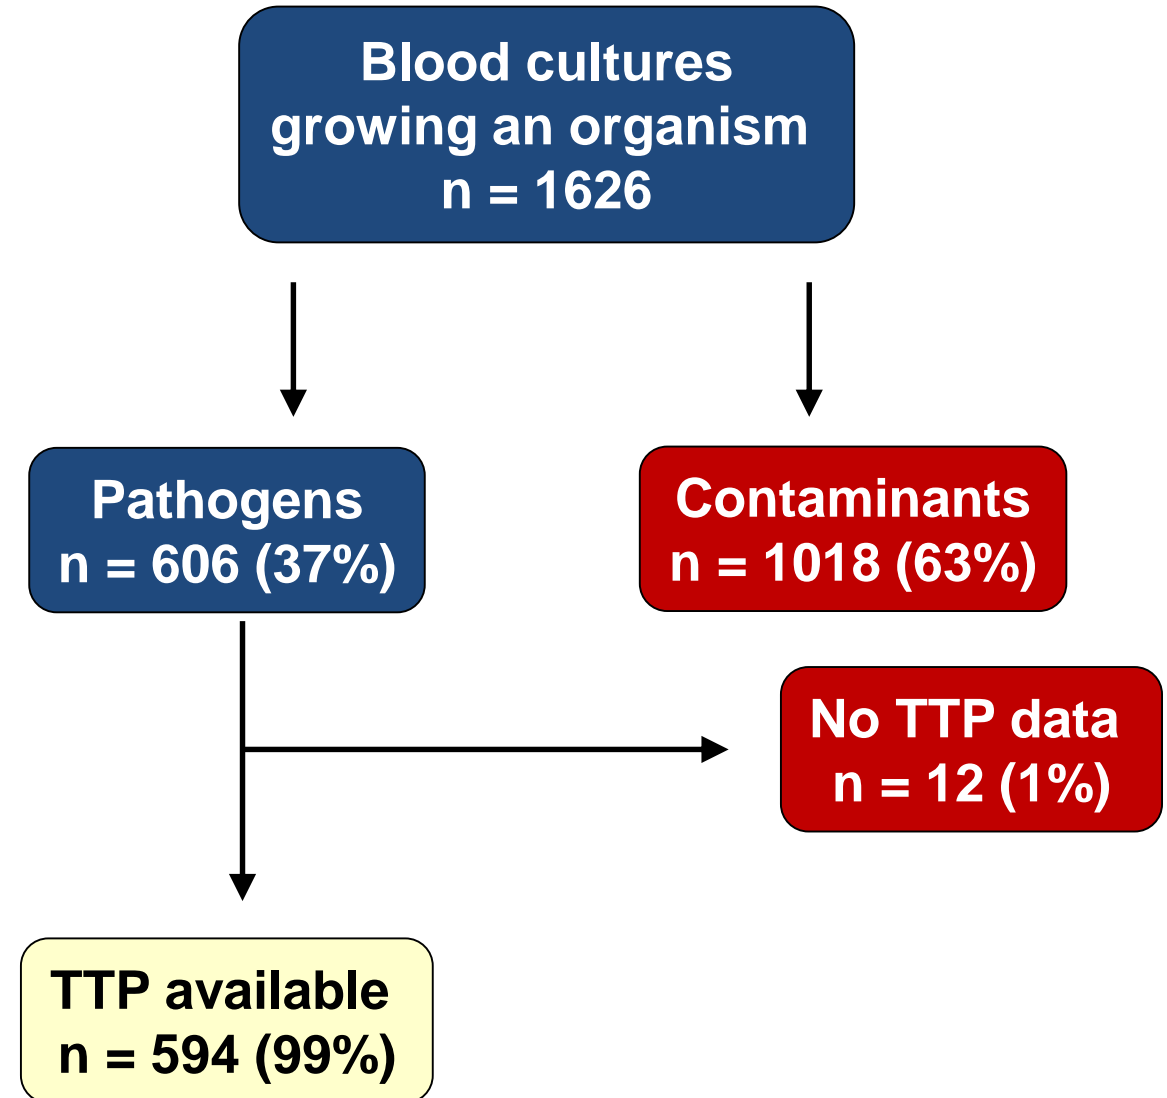 Blood cultures
growing an organism
n = 1626
Pathogens
n = 606 (37%)
Contaminants
n = 1018 (63%)
No TTP data
n = 12 (1%)
TTP available
n = 594 (99%)